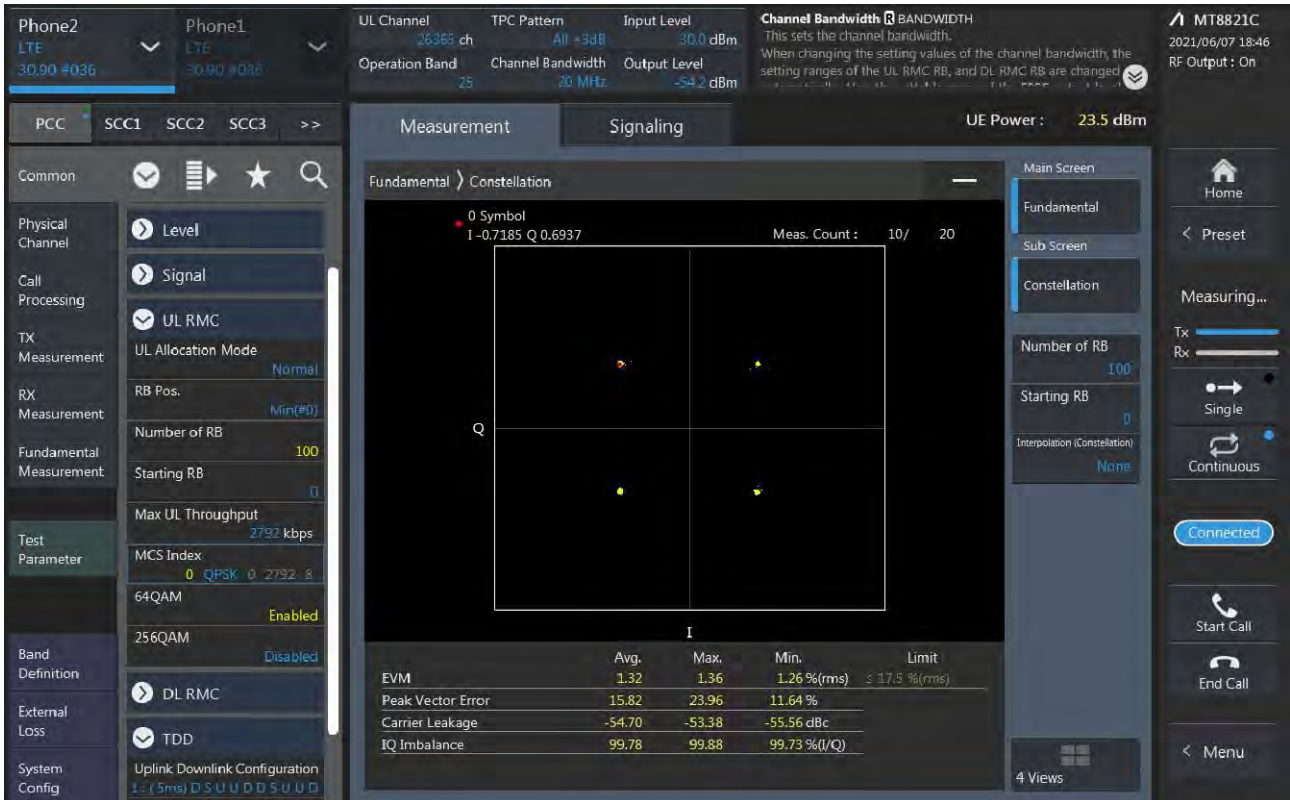 Phone2
LTE
30.90 #036
Phone1
LTE
30.90 #036
UL Channel
26365 ch
TPC Pattern
All +3dB
Input Level
30.0 dBm
Operation Band
25
Channel Bandwidth
20 MHz
Output Level
-54.2 dBm
Channel Bandwidth R BANDWIDTH
This sets the channel bandwidth.
When changing the setting values of the channel bandwidth, the
setting ranges of the UL RMC RB, and DL RMC RB are changed
MT8821C
2021/06/07 18:46
RF Output : On
PCC SCC1 SCC2 SCC3 >>
Measurement
Signaling
UE Power : 23.5 dBm
Common
Physical
Channel
Call
Processing
TX
Measurement
RX
Measurement
Fundamental
Measurement
Test
Parameter
Band
Definition
External
Loss
System
Config
Level
Signal
UL RMC
UL Allocation Mode
Normal
RB Pos.
Min(#0)
Number of RB
100
Starting RB
0
Max UL Throughput
2792 kbps
MCS Index
0 QPSK 0 2792 8
64QAM
Enabled
256QAM
Disabled
DL RMC
TDD
Uplink Downlink Configuration
1 : (5ms) D S U U D D S U U D
Fundamental 〉 Constellation
0 Symbol
I -0.7185 Q 0.6937
Meas. Count : 10/ 20
Q
I
Avg. Max. Min. Limit
EVM 1.32 1.36 1.26 %(rms) ≤ 17.5 %(rms)
Peak Vector Error 15.82 23.96 11.64 %
Carrier Leakage -54.70 -53.38 -55.56 dBc
IQ Imbalance 99.78 99.88 99.73 %(I/Q)
Main Screen
Fundamental
Sub Screen
Constellation
Number of RB
100
Starting RB
0
Interpolation (Constellation)
None
4 Views
Home
< Preset
Measuring...
Tx
Rx
Single
Continuous
Connected
Start Call
End Call
< Menu